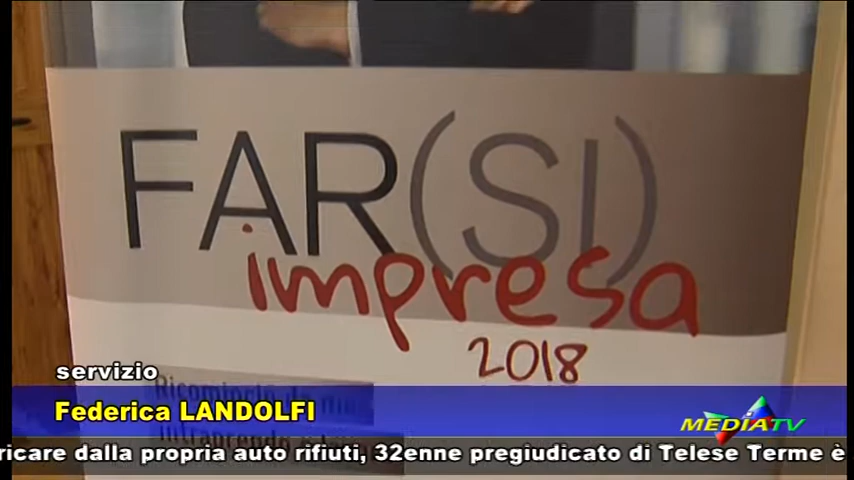 FAR(SI)
impresa
2018
servizio
Federica LANDOLFI
MEDIATV
ricare dalla propria auto rifiuti, 32enne pregiudicato di Telese Terme è